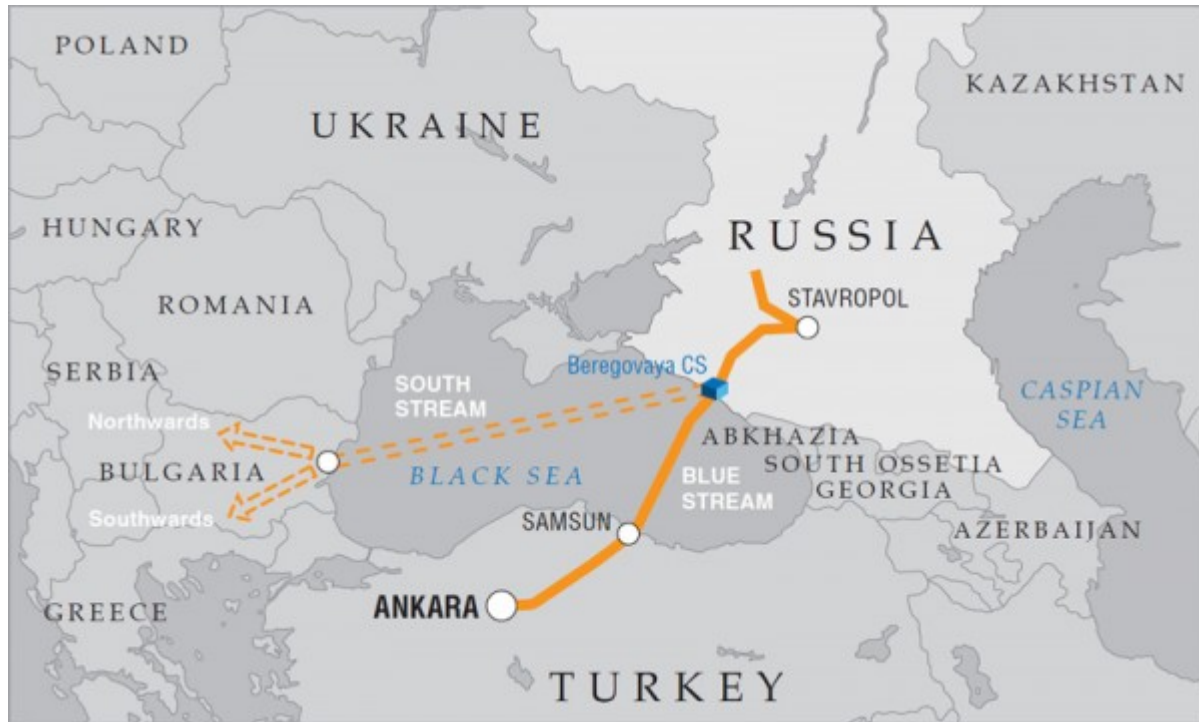 POLAND
KAZAKHSTAN
UKRAINE
HUNGARY
RUSSIA
ROMANIA
STAVROPOL
SERBIA
Beregovaya CS
SOUTH
STREAM
CASPIAN
SEA
Northwards
ABKHAZIA
BULGARIA
BLACK SEA
SOUTH OSSETIA
BLUE
STREAM
GEORGIA
Southwards
SAMSUN
AZERBAIJAN
GREECE
ANKARA
TURKEY